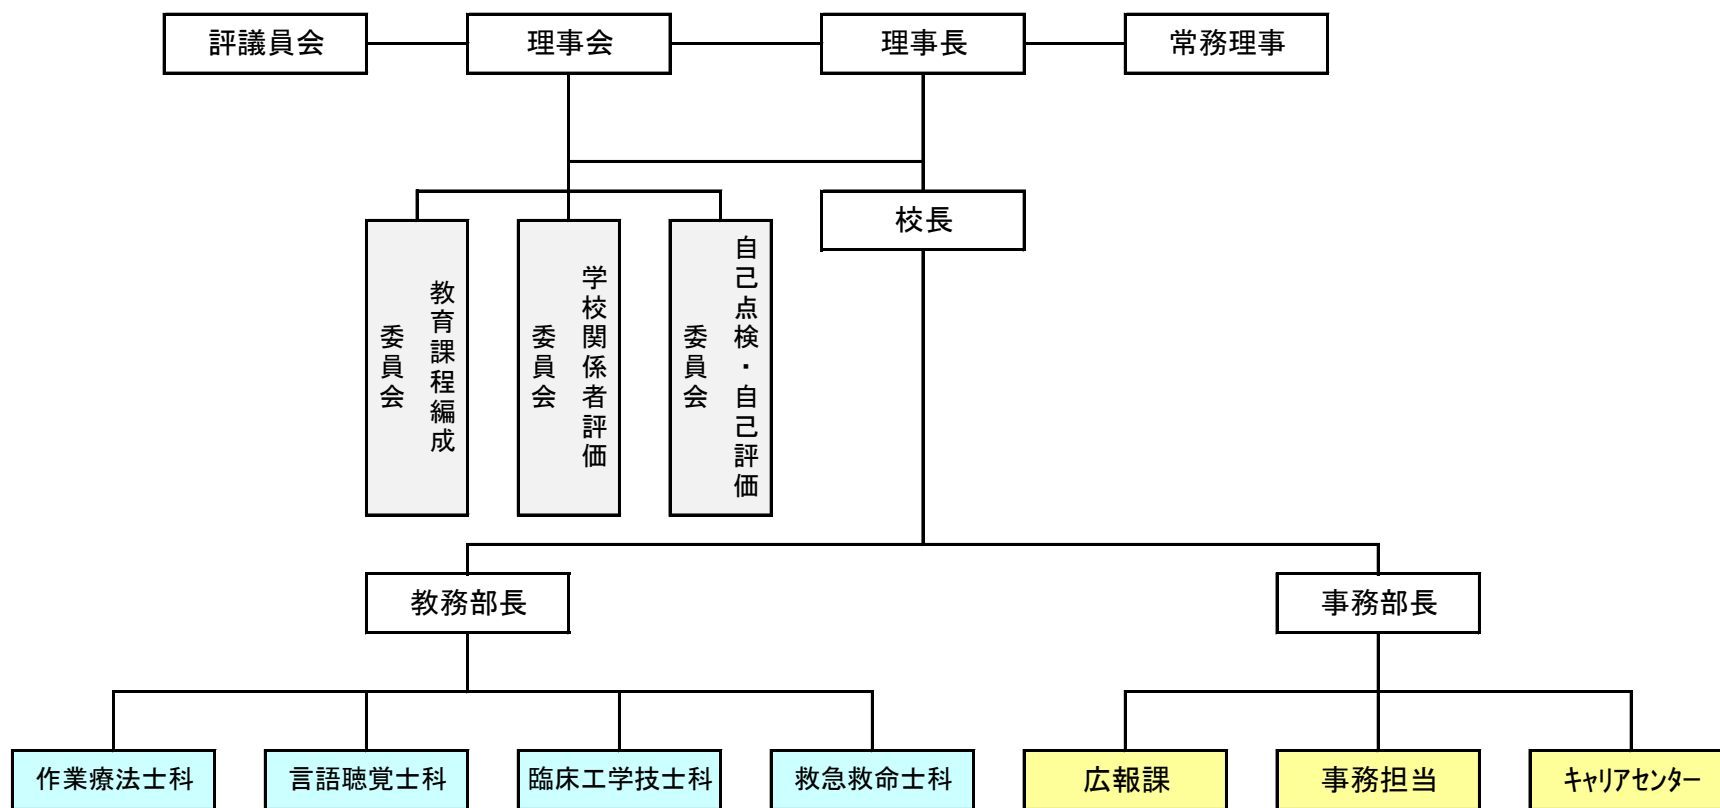 評議員会
理事会
理事長
常務理事
校長
教育課程編成
委員会
学校関係者評価
委員会
自己点検・自己評価
委員会
教務部長
事務部長
作業療法士科
言語聴覚士科
臨床工学技士科
救急救命士科
広報課
事務担当
キャリアセンター